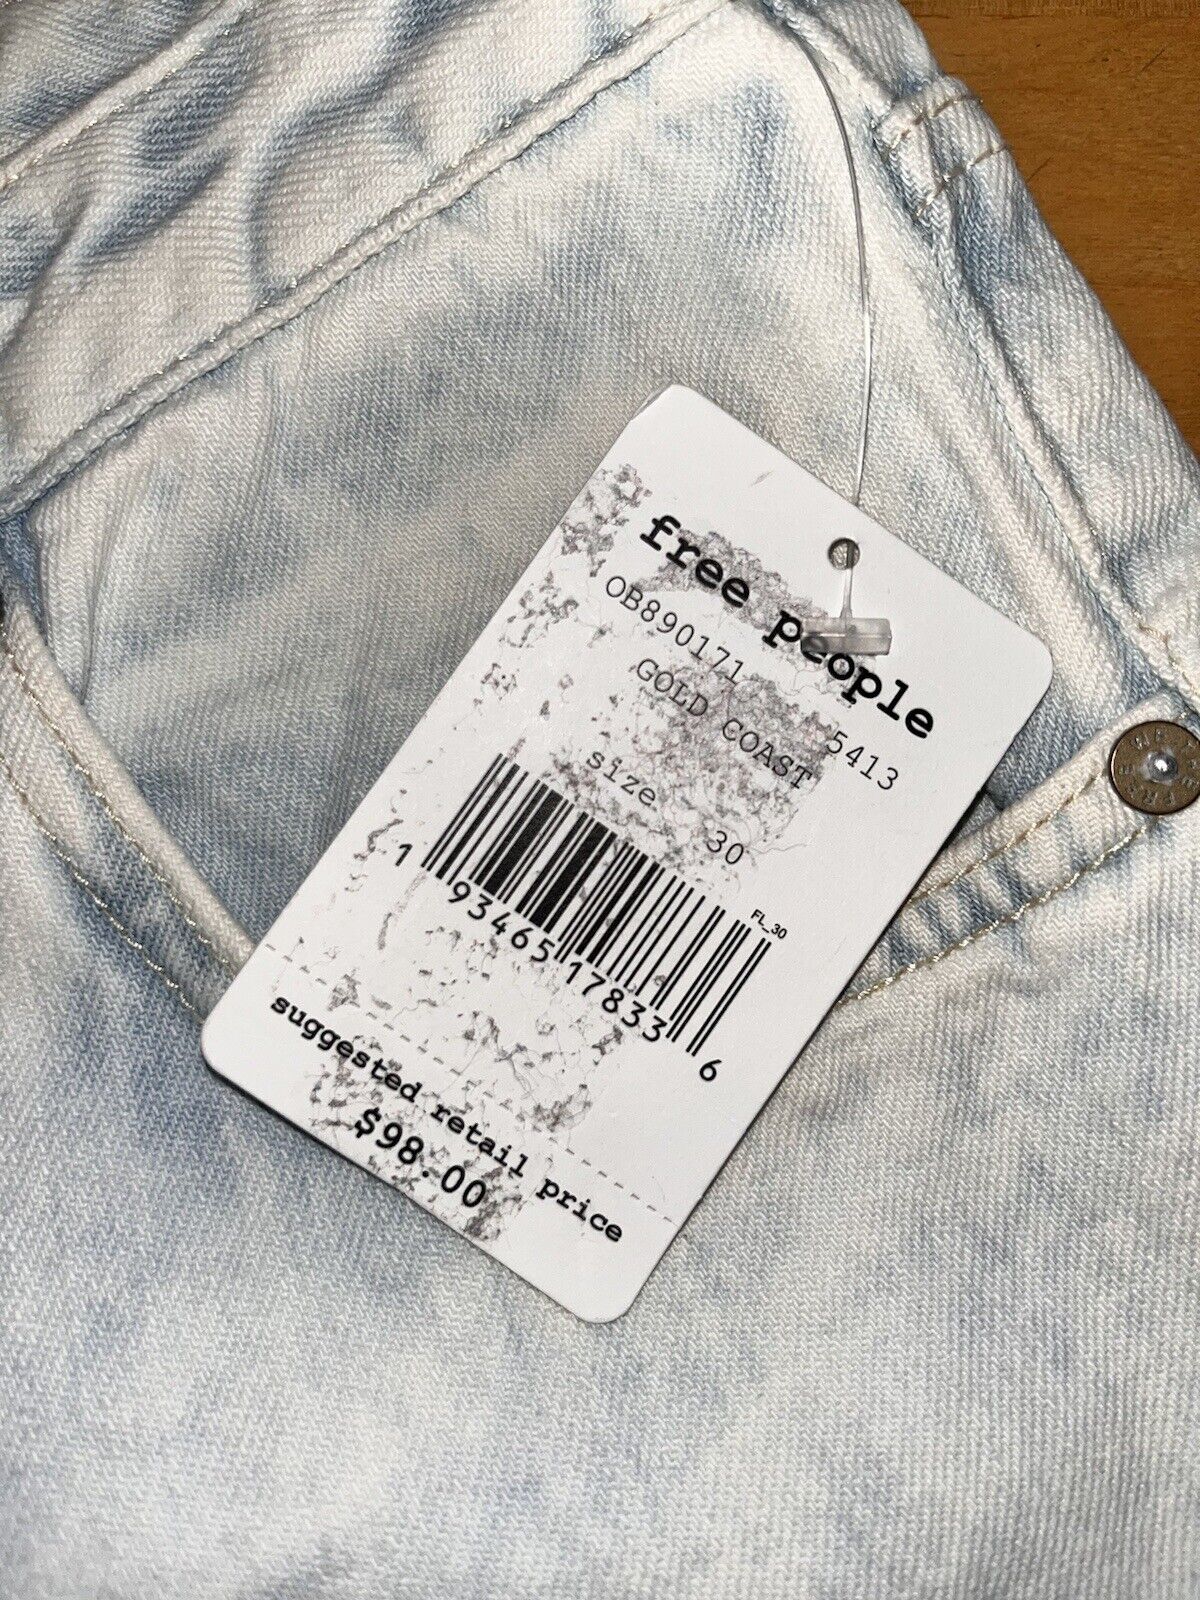 free people
OB890171 5413
GOLD COAST
size 30
FL_30
1 93465 17833 6
suggested retail price
$98.00